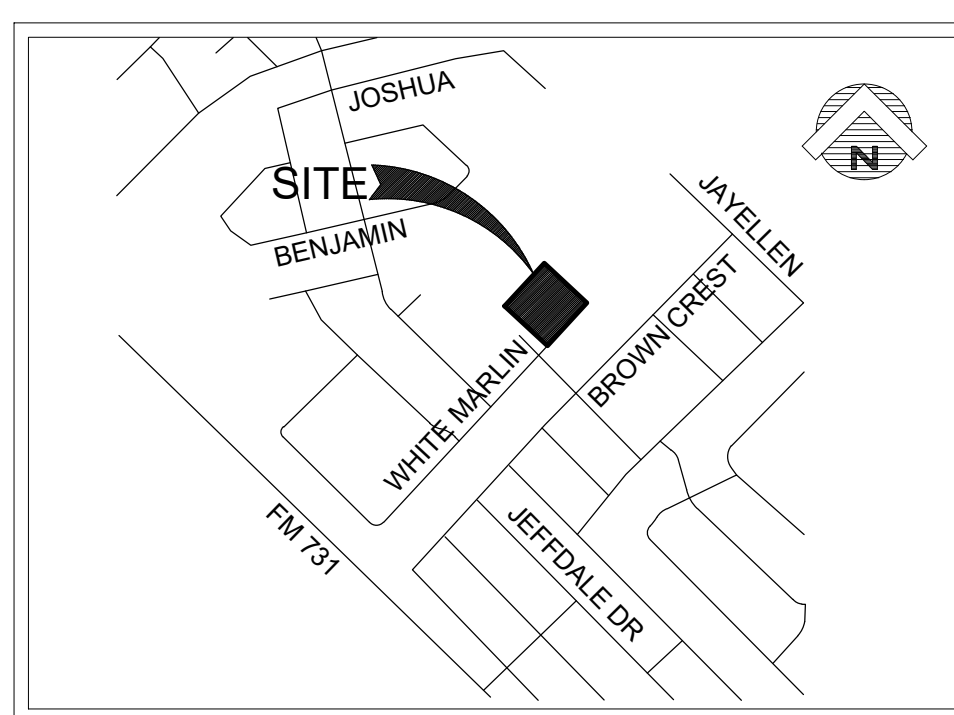 JOSHUA
N
SITE
JAYELLEN
BENJAMIN
BROWN CREST
WHITE MARLIN
FM 731
JEFFDALE DR